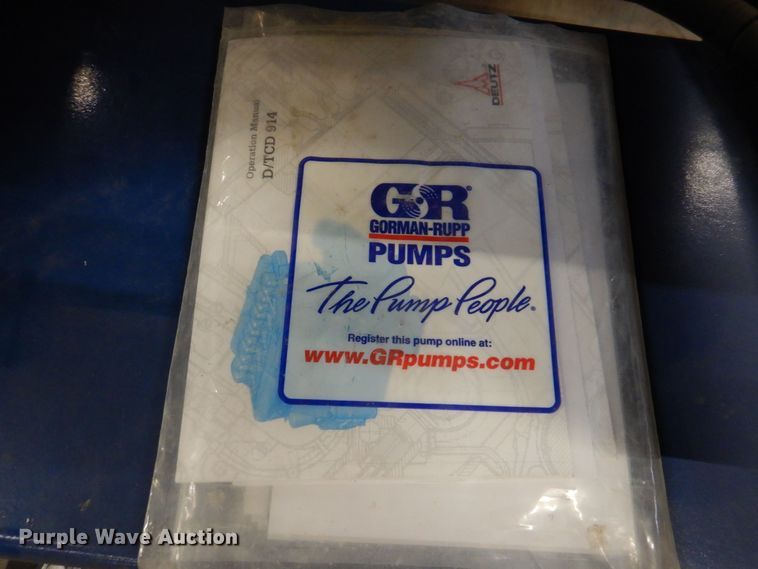 Operation Manual
D/TCD 914
DEUTZ
GR®
GORMAN-RUPP
PUMPS
The Pump People®
Register this pump online at:
www.GRpumps.com
Purple Wave Auction